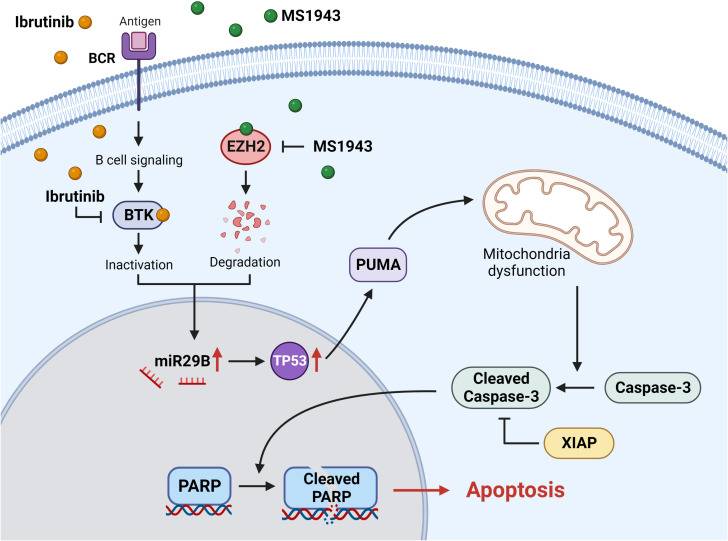 Ibrutinib
Antigen
MS1943
BCR
B cell signaling
EZH2
MS1943
Ibrutinib
BTK
Inactivation
Degradation
PUMA
Mitochondria
dysfunction
miR29B
TP53
Cleaved
Caspase-3
Caspase-3
XIAP
PARP
Cleaved
PARP
Apoptosis